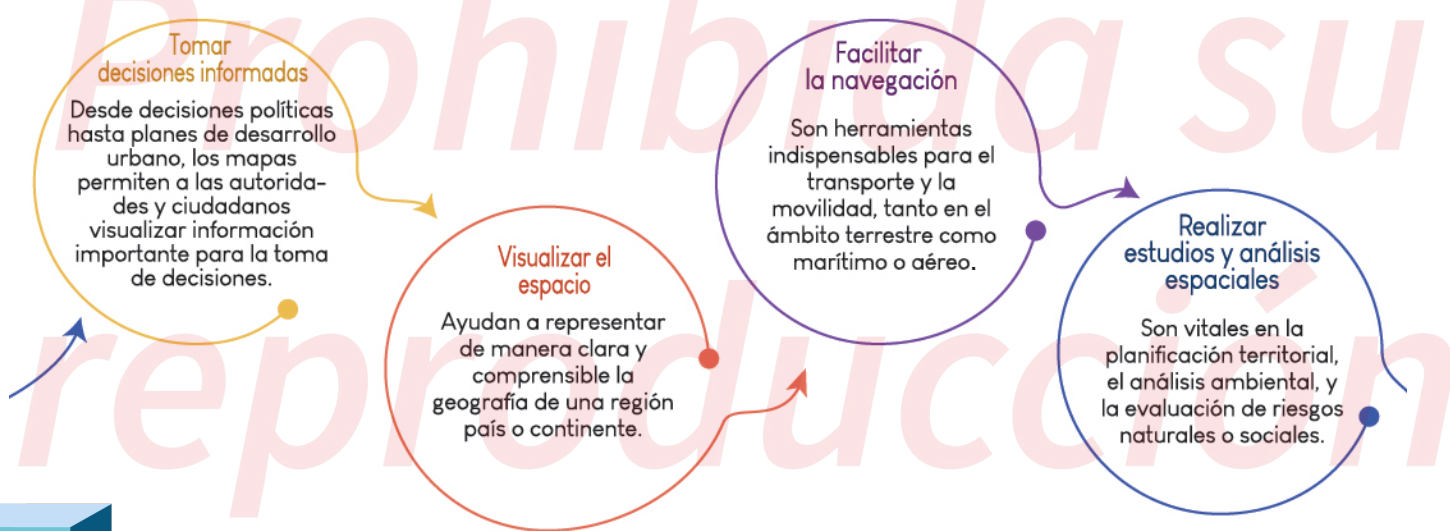 Prohibida su
reproducción
Tomar
decisiones informadas
Desde decisiones políticas
hasta planes de desarrollo
urbano, los mapas
permiten a las autorida-
des y ciudadanos
visualizar información
importante para la toma
de decisiones.
Visualizar el
espacio
Ayudan a representar
de manera clara y
comprensible la
geografía de una región
país o continente.
Facilitar
la navegación
Son herramientas
indispensables para el
transporte y la
movilidad, tanto en el
ámbito terrestre como
marítimo o aéreo.
Realizar
estudios y análisis
espaciales
Son vitales en la
planificación territorial,
el análisis ambiental, y
la evaluación de riesgos
naturales o sociales.